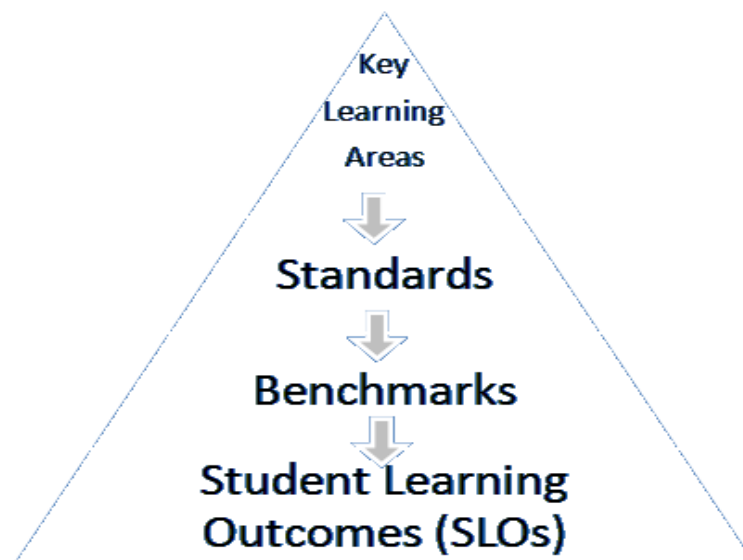 Key
Learning
Areas
Standards
Benchmarks
Student Learning
Outcomes (SLOs)